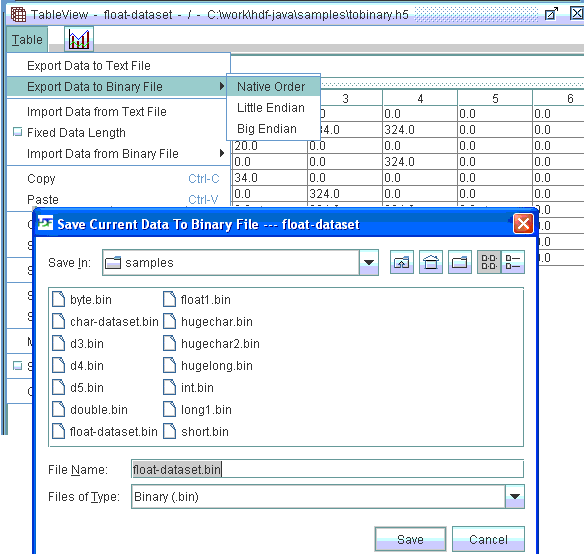 TableView - float-dataset - / - C:\work\hdf-java\samples\tobinary.h5
Table
Export Data to Text File
Export Data to Binary File
Native Order
Little Endian
Big Endian
Import Data from Text File
Fixed Data Length
Import Data from Binary File
Copy Ctrl-C
Paste Ctrl-V
3 4 5 6
0.0 0.0 0.0 0.0
34.0 324.0 0.0 0.0
20.0 0.0 0.0 0.0 0.0
0.0 0.0 324.0 0.0 0.0
34.0 0.0 0.0 0.0 0.0
0.0 324.0 0.0 0.0 0.0
Save Current Data To Binary File --- float-dataset
Save In: samples
byte.bin float1.bin
char-dataset.bin hugechar.bin
d3.bin hugechar2.bin
d4.bin hugelong.bin
d5.bin int.bin
double.bin long1.bin
float-dataset.bin short.bin
File Name: float-dataset.bin
Files of Type: Binary (.bin)
Save Cancel